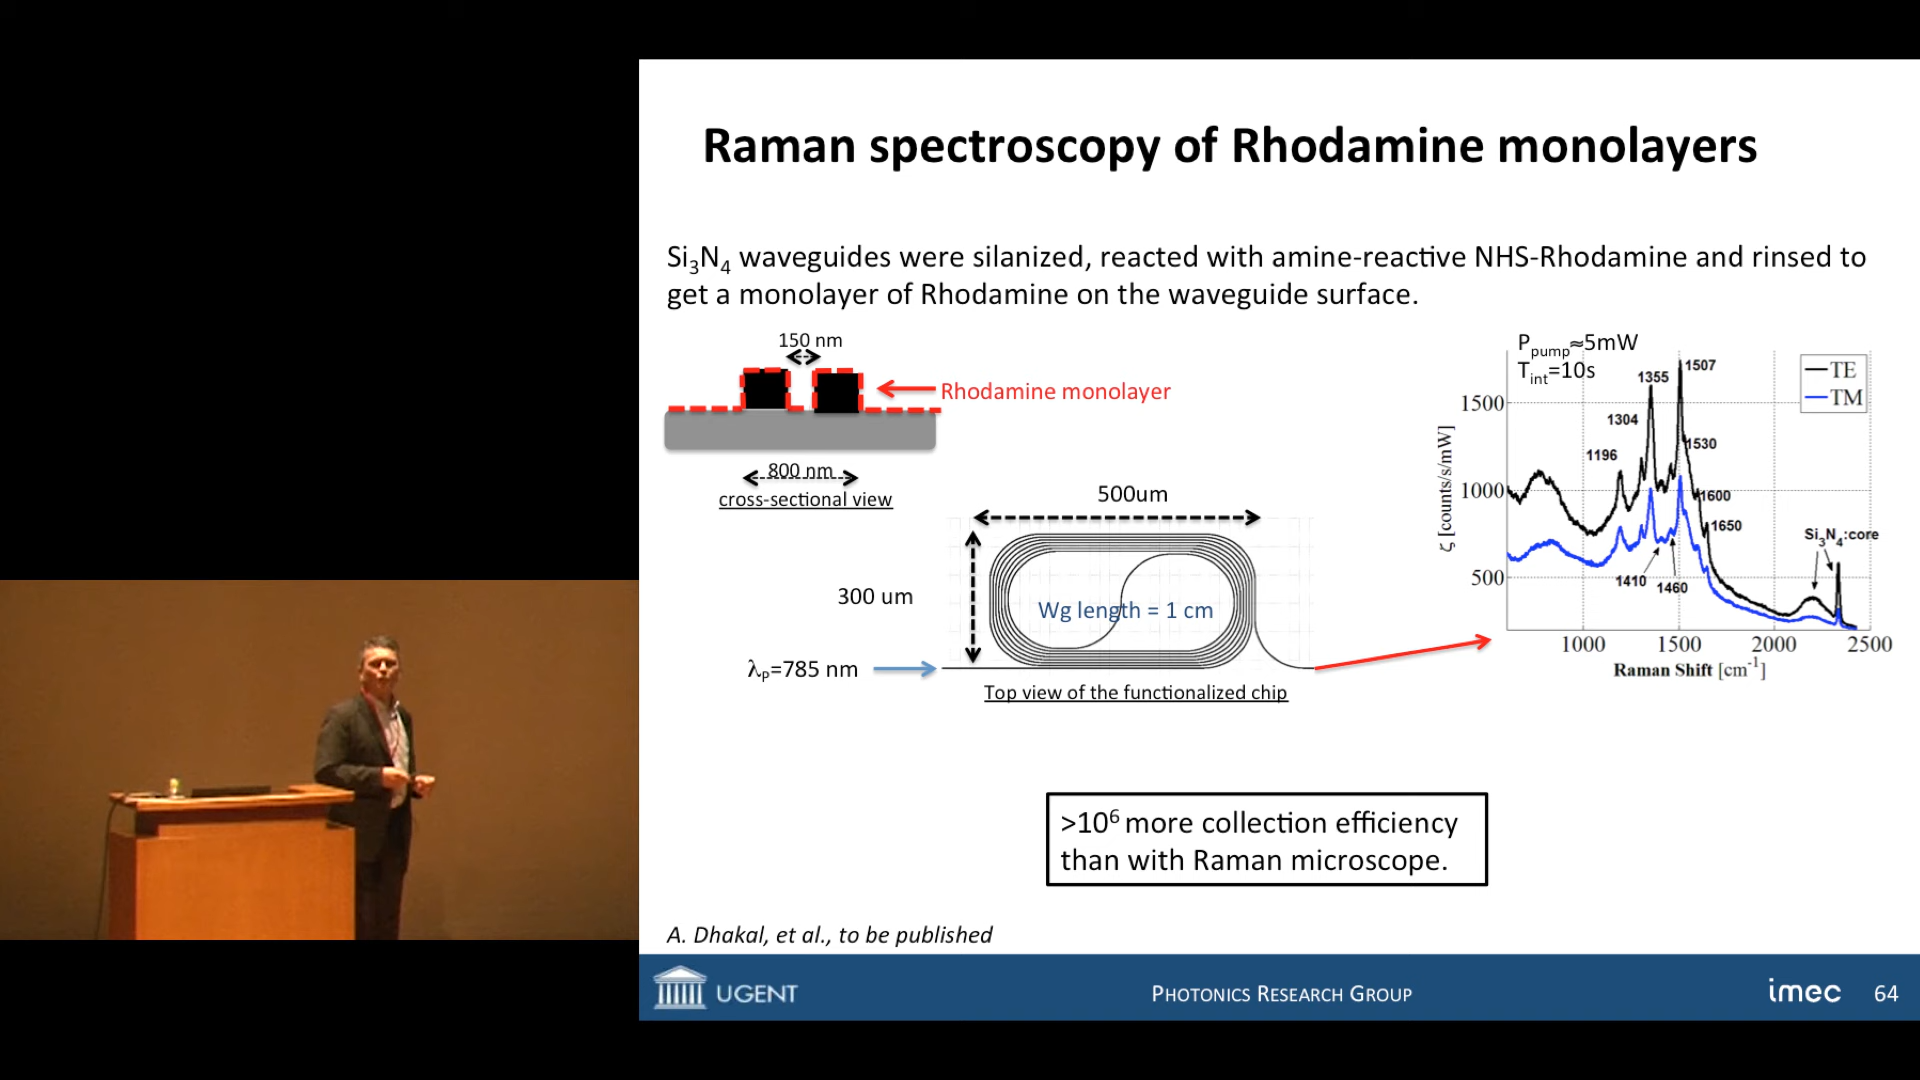 Raman spectroscopy of Rhodamine monolayers
Si3N4 waveguides were silanized, reacted with amine-reactive NHS-Rhodamine and rinsed to
get a monolayer of Rhodamine on the waveguide surface.
150 nm
Rhodamine monolayer
800 nm
cross-sectional view
500um
300 um
Wg length = 1 cm
λP=785 nm
Top view of the functionalized chip
Ppump≈5mW
Tint=10s
TE
TM
1507
1355
1304
1530
1196
1600
1650
1410
1460
Si3N4:core
1500
1000
500
ζ [counts/s/mW]
1000 1500 2000 2500
Raman Shift [cm-1]
>10^6 more collection efficiency
than with Raman microscope.
A. Dhakal, et al., to be published
UGENT
PHOTONICS RESEARCH GROUP
imec
64